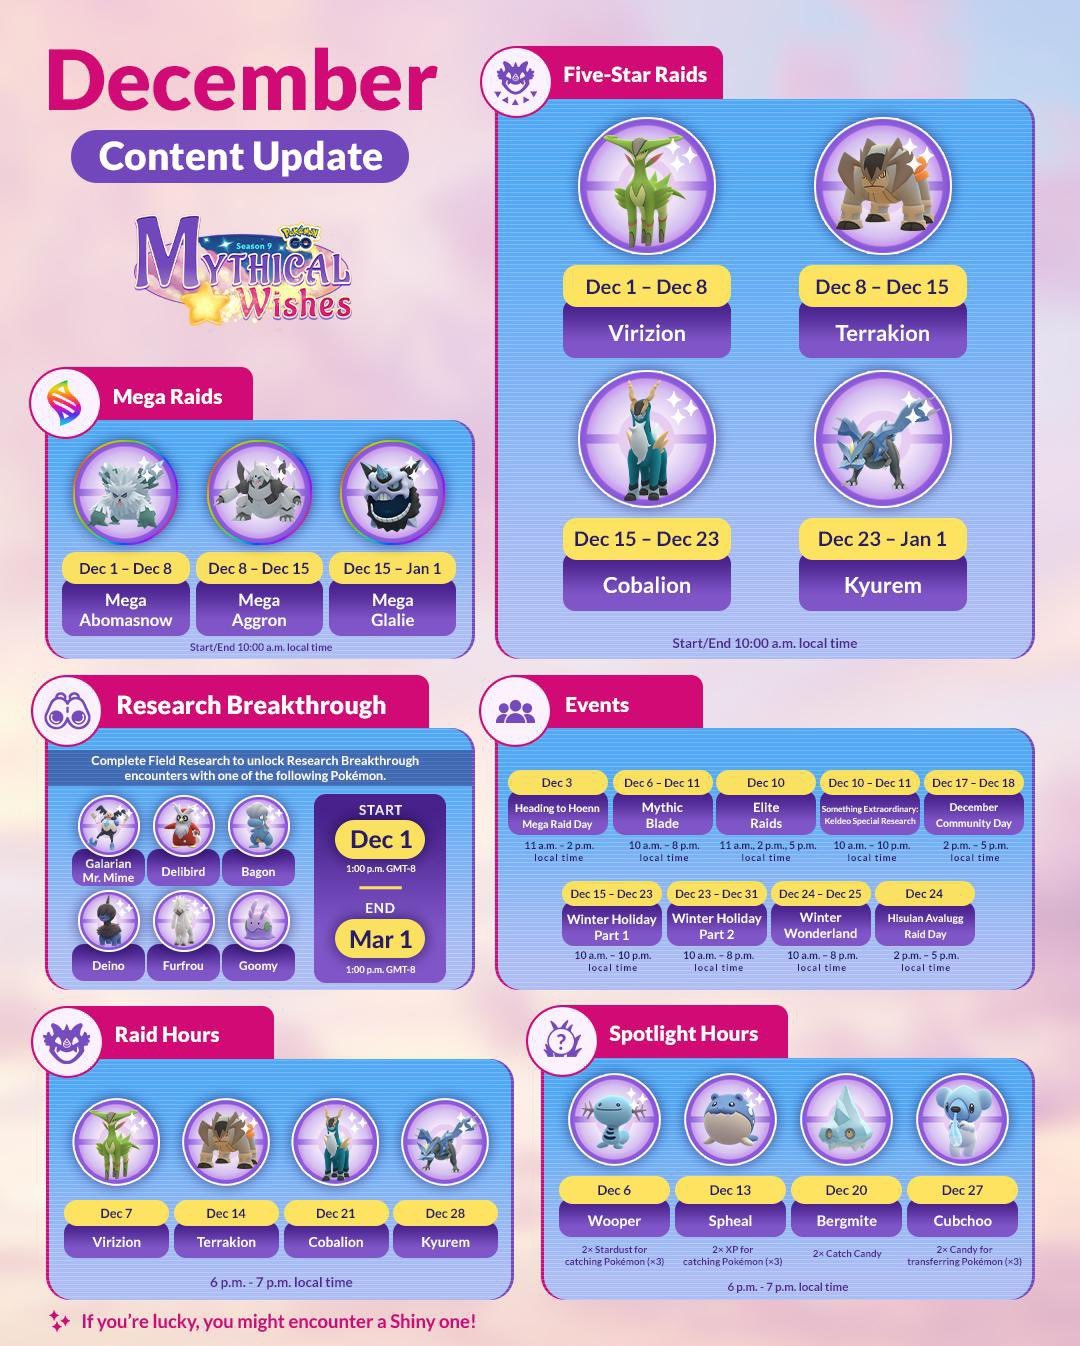 December
Content Update
Pokémon
GO
Season 9
MYTHICAL
Wishes
Five-Star Raids
Dec 1 – Dec 8
Virizion
Dec 8 – Dec 15
Terrakion
Dec 15 – Dec 23
Cobalion
Dec 23 – Jan 1
Kyurem
Start/End 10:00 a.m. local time
Mega Raids
Dec 1 – Dec 8
Mega
Abomasnow
Dec 8 – Dec 15
Mega
Aggron
Dec 15 – Jan 1
Mega
Glalie
Start/End 10:00 a.m. local time
Research Breakthrough
Complete Field Research to unlock Research Breakthrough
encounters with one of the following Pokémon.
Galarian
Mr. Mime
Delibird
Bagon
Deino
Furfrou
Goomy
START
Dec 1
1:00 p.m. GMT-8
END
Mar 1
1:00 p.m. GMT-8
Events
Dec 3
Heading to Hoenn
Mega Raid Day
11 a.m. – 2 p.m.
local time
Dec 6 – Dec 11
Mythic
Blade
10 a.m. – 8 p.m.
local time
Dec 10
Elite
Raids
11 a.m., 2 p.m., 5 p.m.
local time
Dec 10 – Dec 11
Something Extraordinary:
Keldeo Special Research
10 a.m. – 10 p.m.
local time
Dec 17 – Dec 18
December
Community Day
2 p.m. – 5 p.m.
local time
Dec 15 – Dec 23
Winter Holiday
Part 1
10 a.m. – 10 p.m.
local time
Dec 23 – Dec 31
Winter Holiday
Part 2
10 a.m. – 8 p.m.
local time
Dec 24 – Dec 25
Winter
Wonderland
10 a.m. – 8 p.m.
local time
Dec 24
Hisuian Avalugg
Raid Day
2 p.m. – 5 p.m.
local time
Raid Hours
Dec 7
Virizion
Dec 14
Terrakion
Dec 21
Cobalion
Dec 28
Kyurem
6 p.m. - 7 p.m. local time
Spotlight Hours
?
Dec 6
Wooper
2× Stardust for
catching Pokémon (×3)
Dec 13
Spheal
2× XP for
catching Pokémon (×3)
Dec 20
Bergmite
2× Catch Candy
Dec 27
Cubchoo
2× Candy for
transferring Pokémon (×3)
6 p.m. - 7 p.m. local time
If you're lucky, you might encounter a Shiny one!